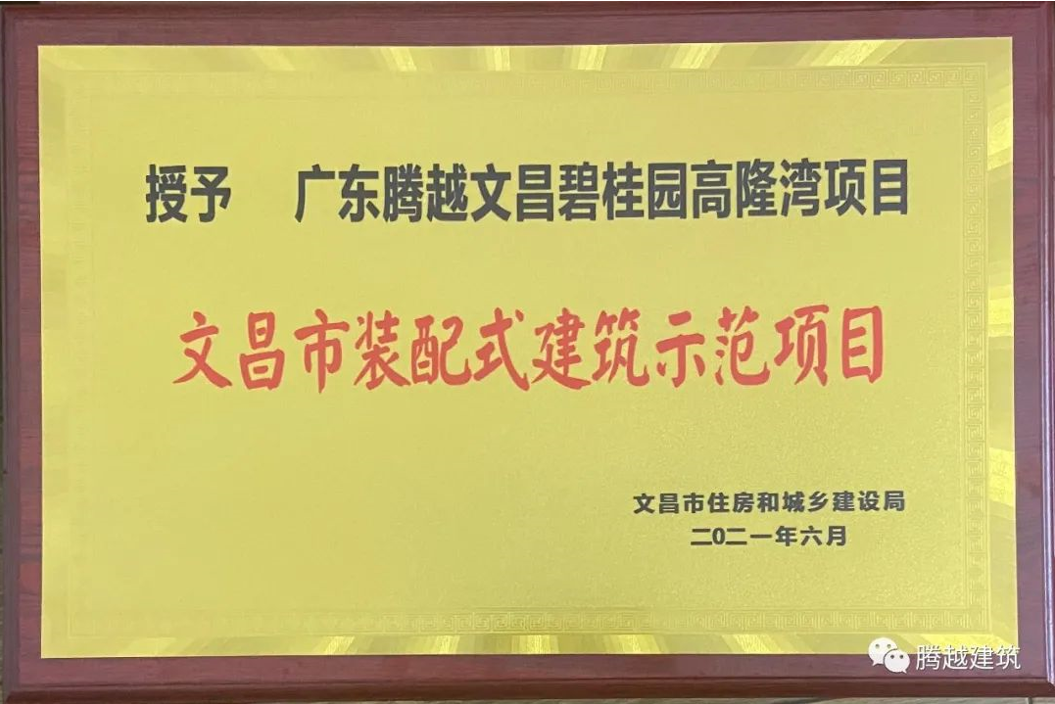 授予 广东腾越文昌碧桂园高隆湾项目
文昌市装配式建筑示范项目
文昌市住房和城乡建设局
二0二一年六月
腾越建筑